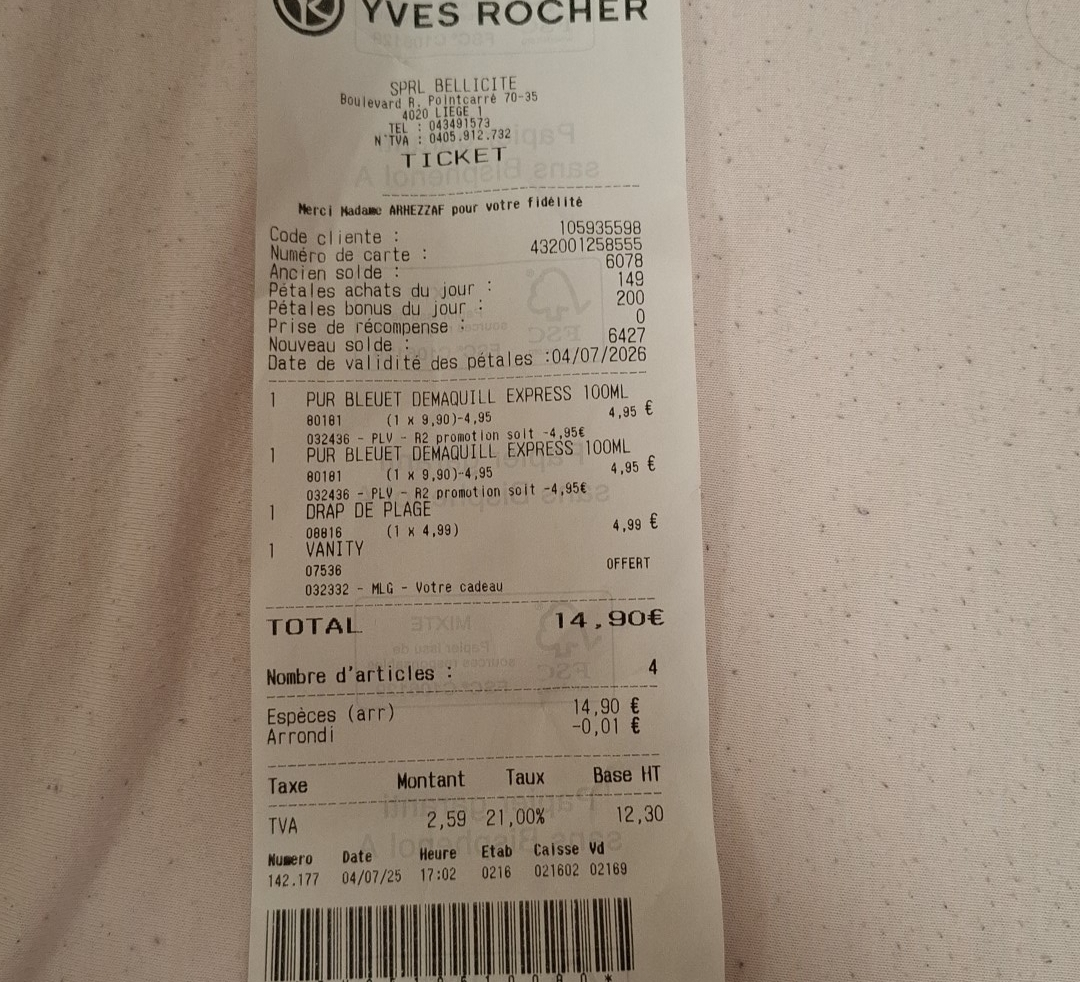 YVES ROCHER
SPRL BELLICITE
Boulevard R. Pointcarré 70-35
4020 LIEGE 1
TEL : 043491573
N°TVA : 0405.912.732
TICKET
Merci Madame ARHEZZAF pour votre fidélité
Code cliente : 105935598
Numéro de carte : 432001258555
Ancien solde : 6078
Pétales achats du jour : 149
Pétales bonus du jour : 200
Prise de récompense : 0
Nouveau solde : 6427
Date de validité des pétales :04/07/2026
1 PUR BLEUET DEMAQUILL EXPRESS 100ML
80181 (1 x 9,90)-4,95 4,95 €
032436 - PLV - R2 promotion soit -4,95€
1 PUR BLEUET DEMAQUILL EXPRESS 100ML
80181 (1 x 9,90)-4,95 4,95 €
032436 - PLV - R2 promotion soit -4,95€
1 DRAP DE PLAGE
08816 (1 x 4,99) 4,99 €
1 VANITY
07536 OFFERT
032332 - MLG - Votre cadeau
TOTAL 14,90€
Nombre d'articles : 4
Espèces (arr) 14,90 €
Arrondi -0,01 €
Taxe Montant Taux Base HT
TVA 2,59 21,00% 12,30
Numero Date Heure Etab Caisse Vd
142.177 04/07/25 17:02 0216 021602 02169